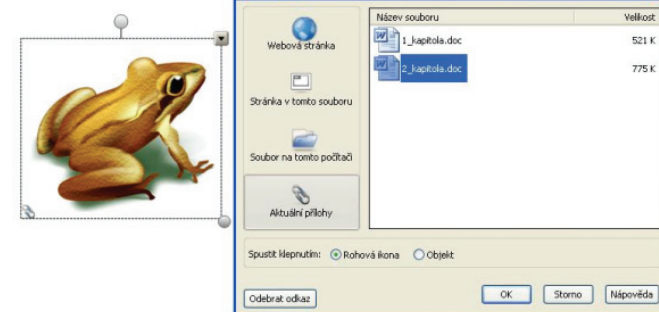 Webová stránka
Stránka v tomto souboru
Soubor na tomto počítači
Aktuální přílohy
Název souboru Velikost
1_kapitola.doc 521 K
2_kapitola.doc 775 K
Spustit klepnutím: Rohová ikona Objekt
Odebrat odkaz OK Storno Nápověda